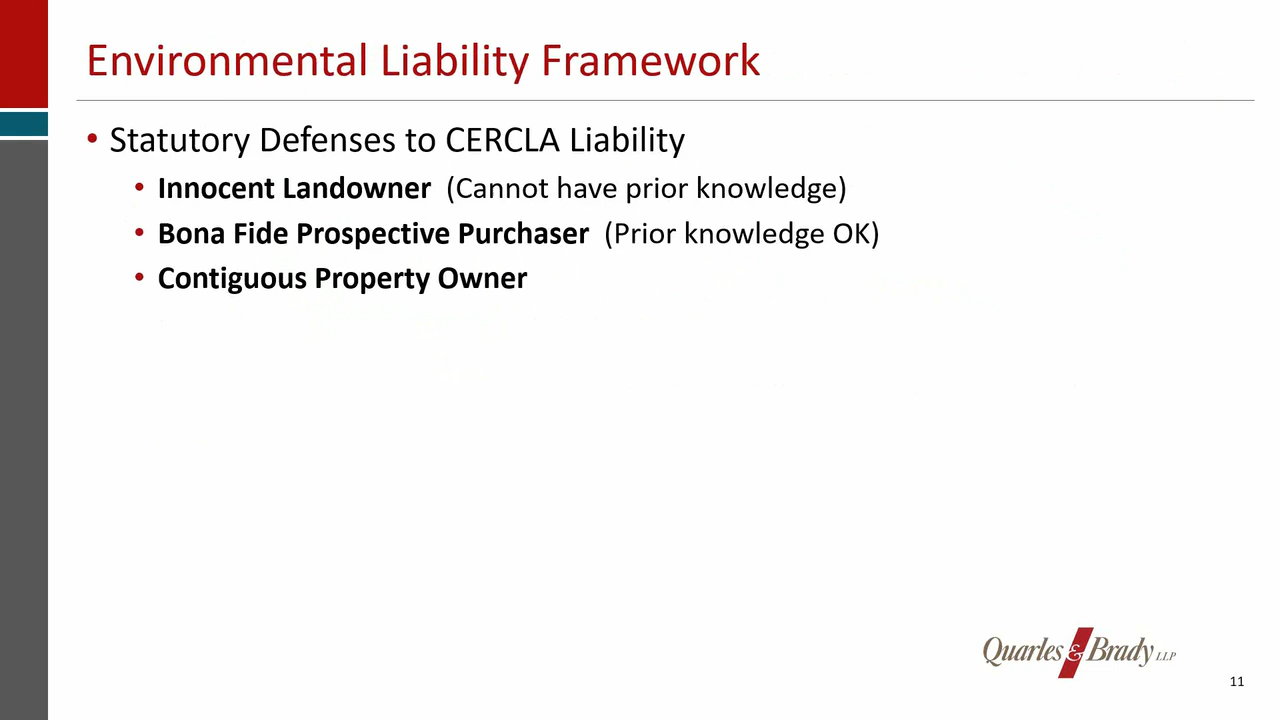 Environmental Liability Framework
• Statutory Defenses to CERCLA Liability
• Innocent Landowner (Cannot have prior knowledge)
• Bona Fide Prospective Purchaser (Prior knowledge OK)
• Contiguous Property Owner
Quarles & Brady LLP
11